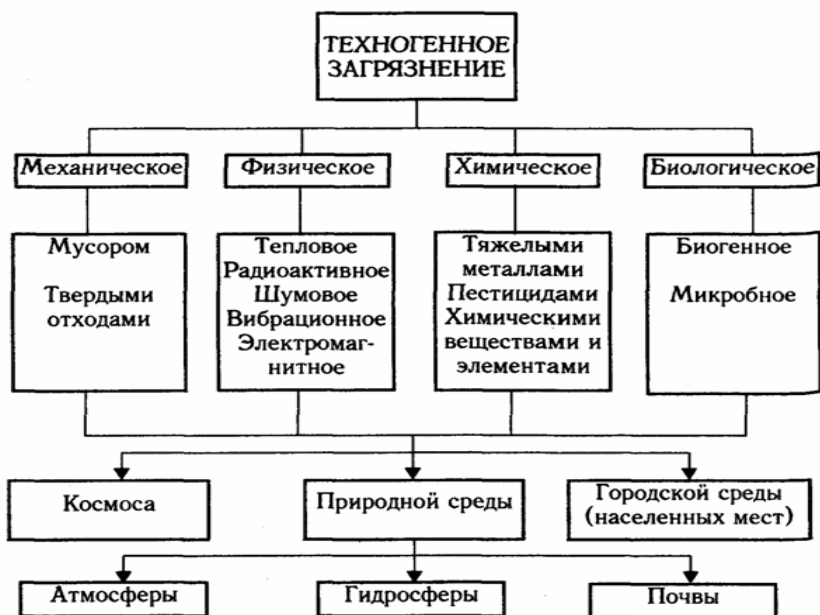 ТЕХНОГЕННОЕ
ЗАГРЯЗНЕНИЕ
Механическое
Физическое
Химическое
Биологическое
Мусором
Твердыми
отходами
Тепловое
Радиоактивное
Шумовое
Вибрационное
Электромаг-
нитное
Тяжелыми
металлами
Пестицидами
Химическими
веществами и
элементами
Биогенное
Микробное
Космоса
Природной среды
Городской среды
(населенных мест)
Атмосферы
Гидросферы
Почвы